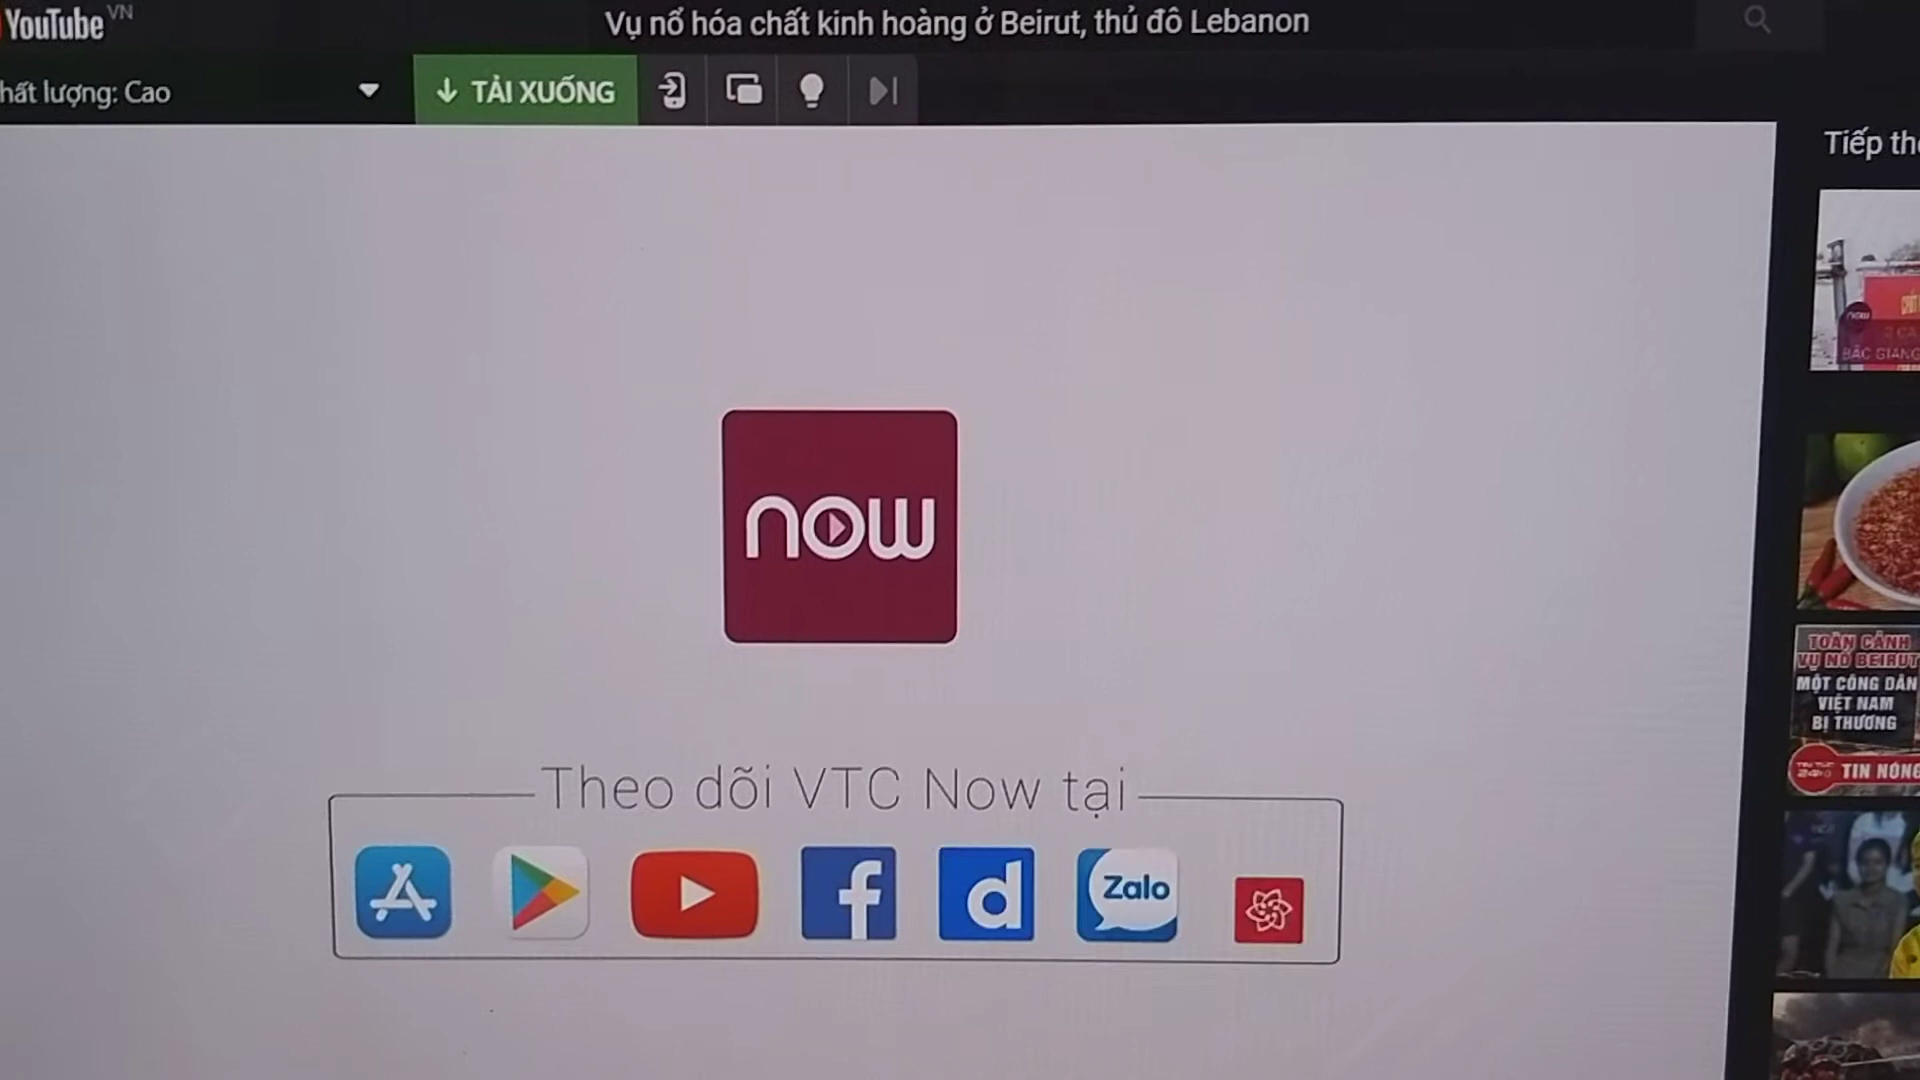 YouTube VN
Vụ nổ hóa chất kinh hoàng ở Beirut, thủ đô Lebanon
hất lượng: Cao
TẢI XUỐNG
Tiếp th
now
BẮC GIANG
now
TOÀN CẢNH
VỤ NỔ BEIRUT
MỘT CÔNG DÂN
VIỆT NAM
BỊ THƯƠNG
TIN NÓNG
Theo dõi VTC Now tại
f
d
Zalo